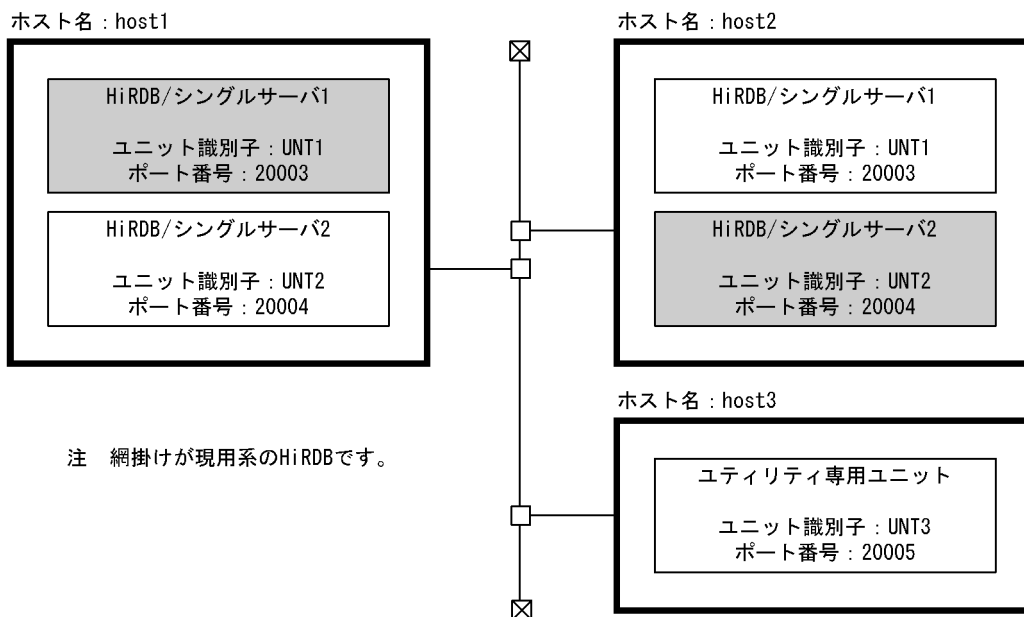 ホスト名：host1
HiRDB/シングルサーバ1
ユニット識別子：UNT1
ポート番号：20003
HiRDB/シングルサーバ2
ユニット識別子：UNT2
ポート番号：20004
ホスト名：host2
HiRDB/シングルサーバ1
ユニット識別子：UNT1
ポート番号：20003
HiRDB/シングルサーバ2
ユニット識別子：UNT2
ポート番号：20004
ホスト名：host3
ユティリティ専用ユニット
ユニット識別子：UNT3
ポート番号：20005
注　網掛けが現用系のHiRDBです。